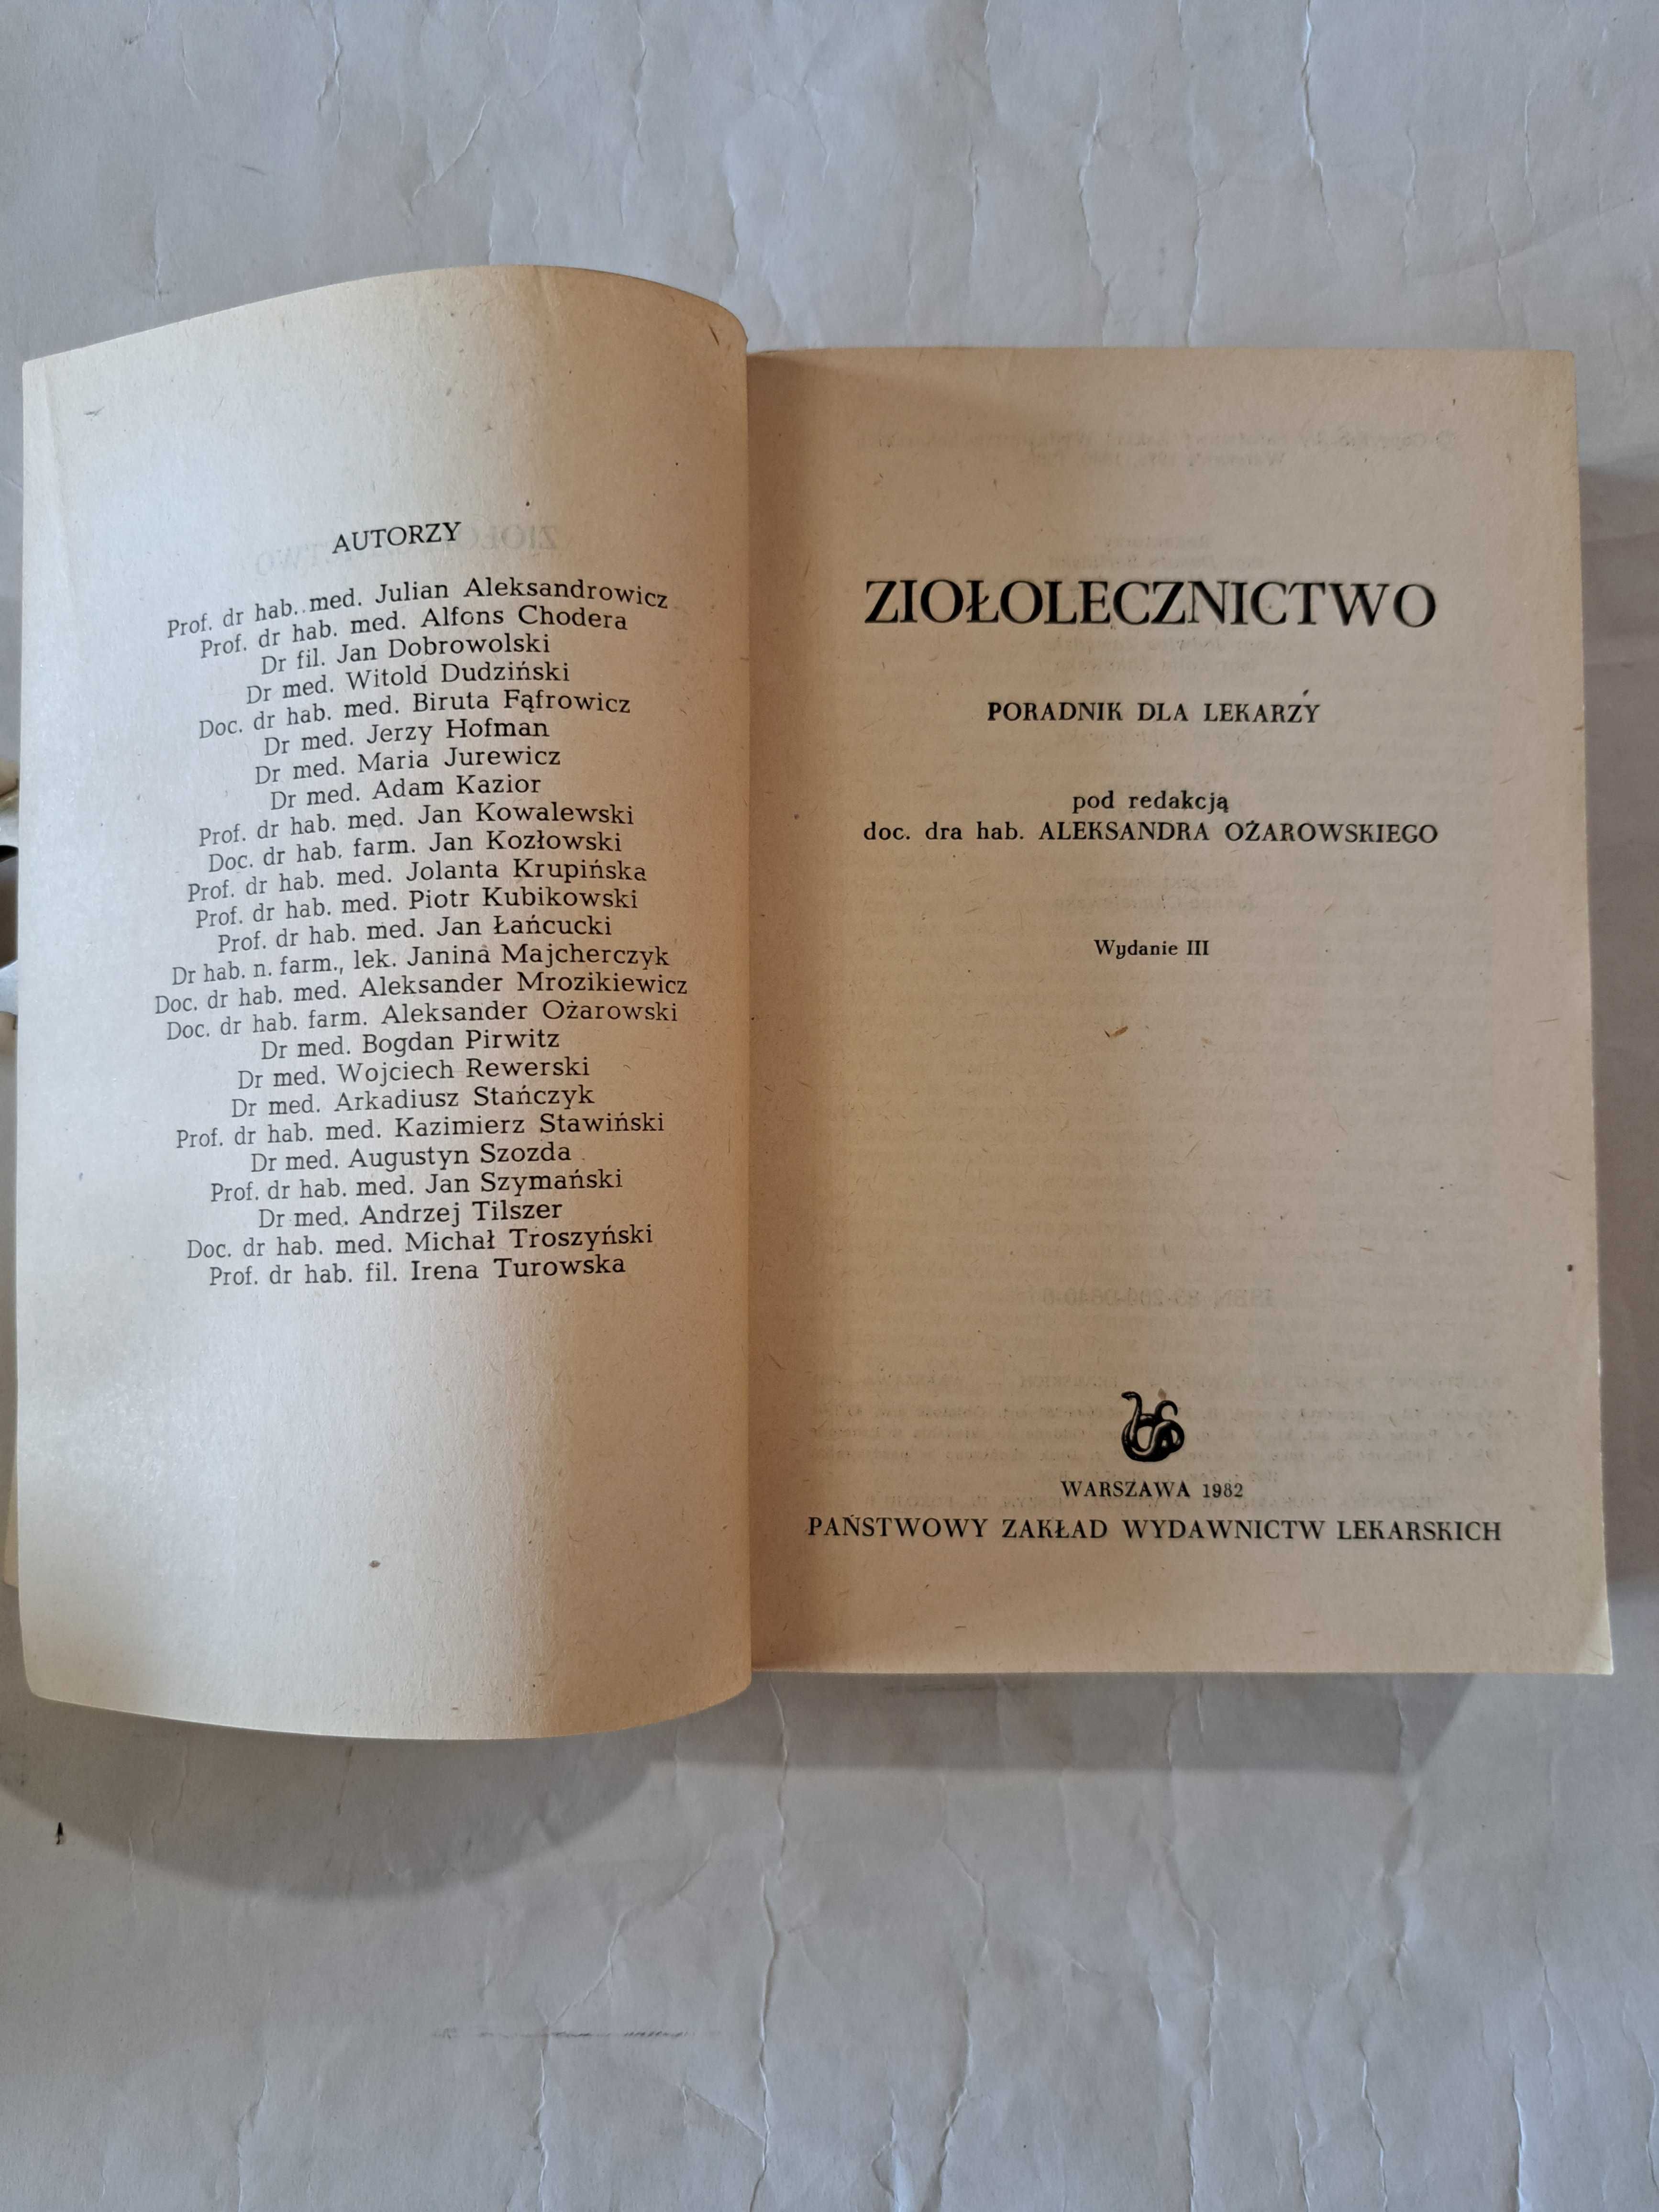 AUTORZY
Prof. dr hab. med. Julian Aleksandrowicz
Prof. dr hab. med. Alfons Chodera
Dr fil. Jan Dobrowolski
Dr med. Witold Dudziński
Doc. dr hab. med. Biruta Fąfrowicz
Dr med. Jerzy Hofman
Dr med. Maria Jurewicz
Dr med. Adam Kazior
Prof. dr hab. med. Jan Kowalewski
Doc. dr hab. farm. Jan Kozłowski
Prof. dr hab. med. Jolanta Krupińska
Prof. dr hab. med. Piotr Kubikowski
Prof. dr hab. med. Jan Łańcucki
Dr hab. n. farm., lek. Janina Majcherczyk
Doc. dr hab. med. Aleksander Mrozikiewicz
Doc. dr hab. farm. Aleksander Ożarowski
Dr med. Bogdan Pirwitz
Dr med. Wojciech Rewerski
Dr med. Arkadiusz Stańczyk
Prof. dr hab. med. Kazimierz Stawiński
Dr med. Augustyn Szozda
Prof. dr hab. med. Jan Szymański
Dr med. Andrzej Tilszer
Doc. dr hab. med. Michał Troszyński
Prof. dr hab. fil. Irena Turowska
ZIOŁOLECZNICTWO
PORADNIK DLA LEKARZY
pod redakcją
doc. dra hab. ALEKSANDRA OŻAROWSKIEGO
Wydanie III
WARSZAWA 1982
PAŃSTWOWY ZAKŁAD WYDAWNICTW LEKARSKICH